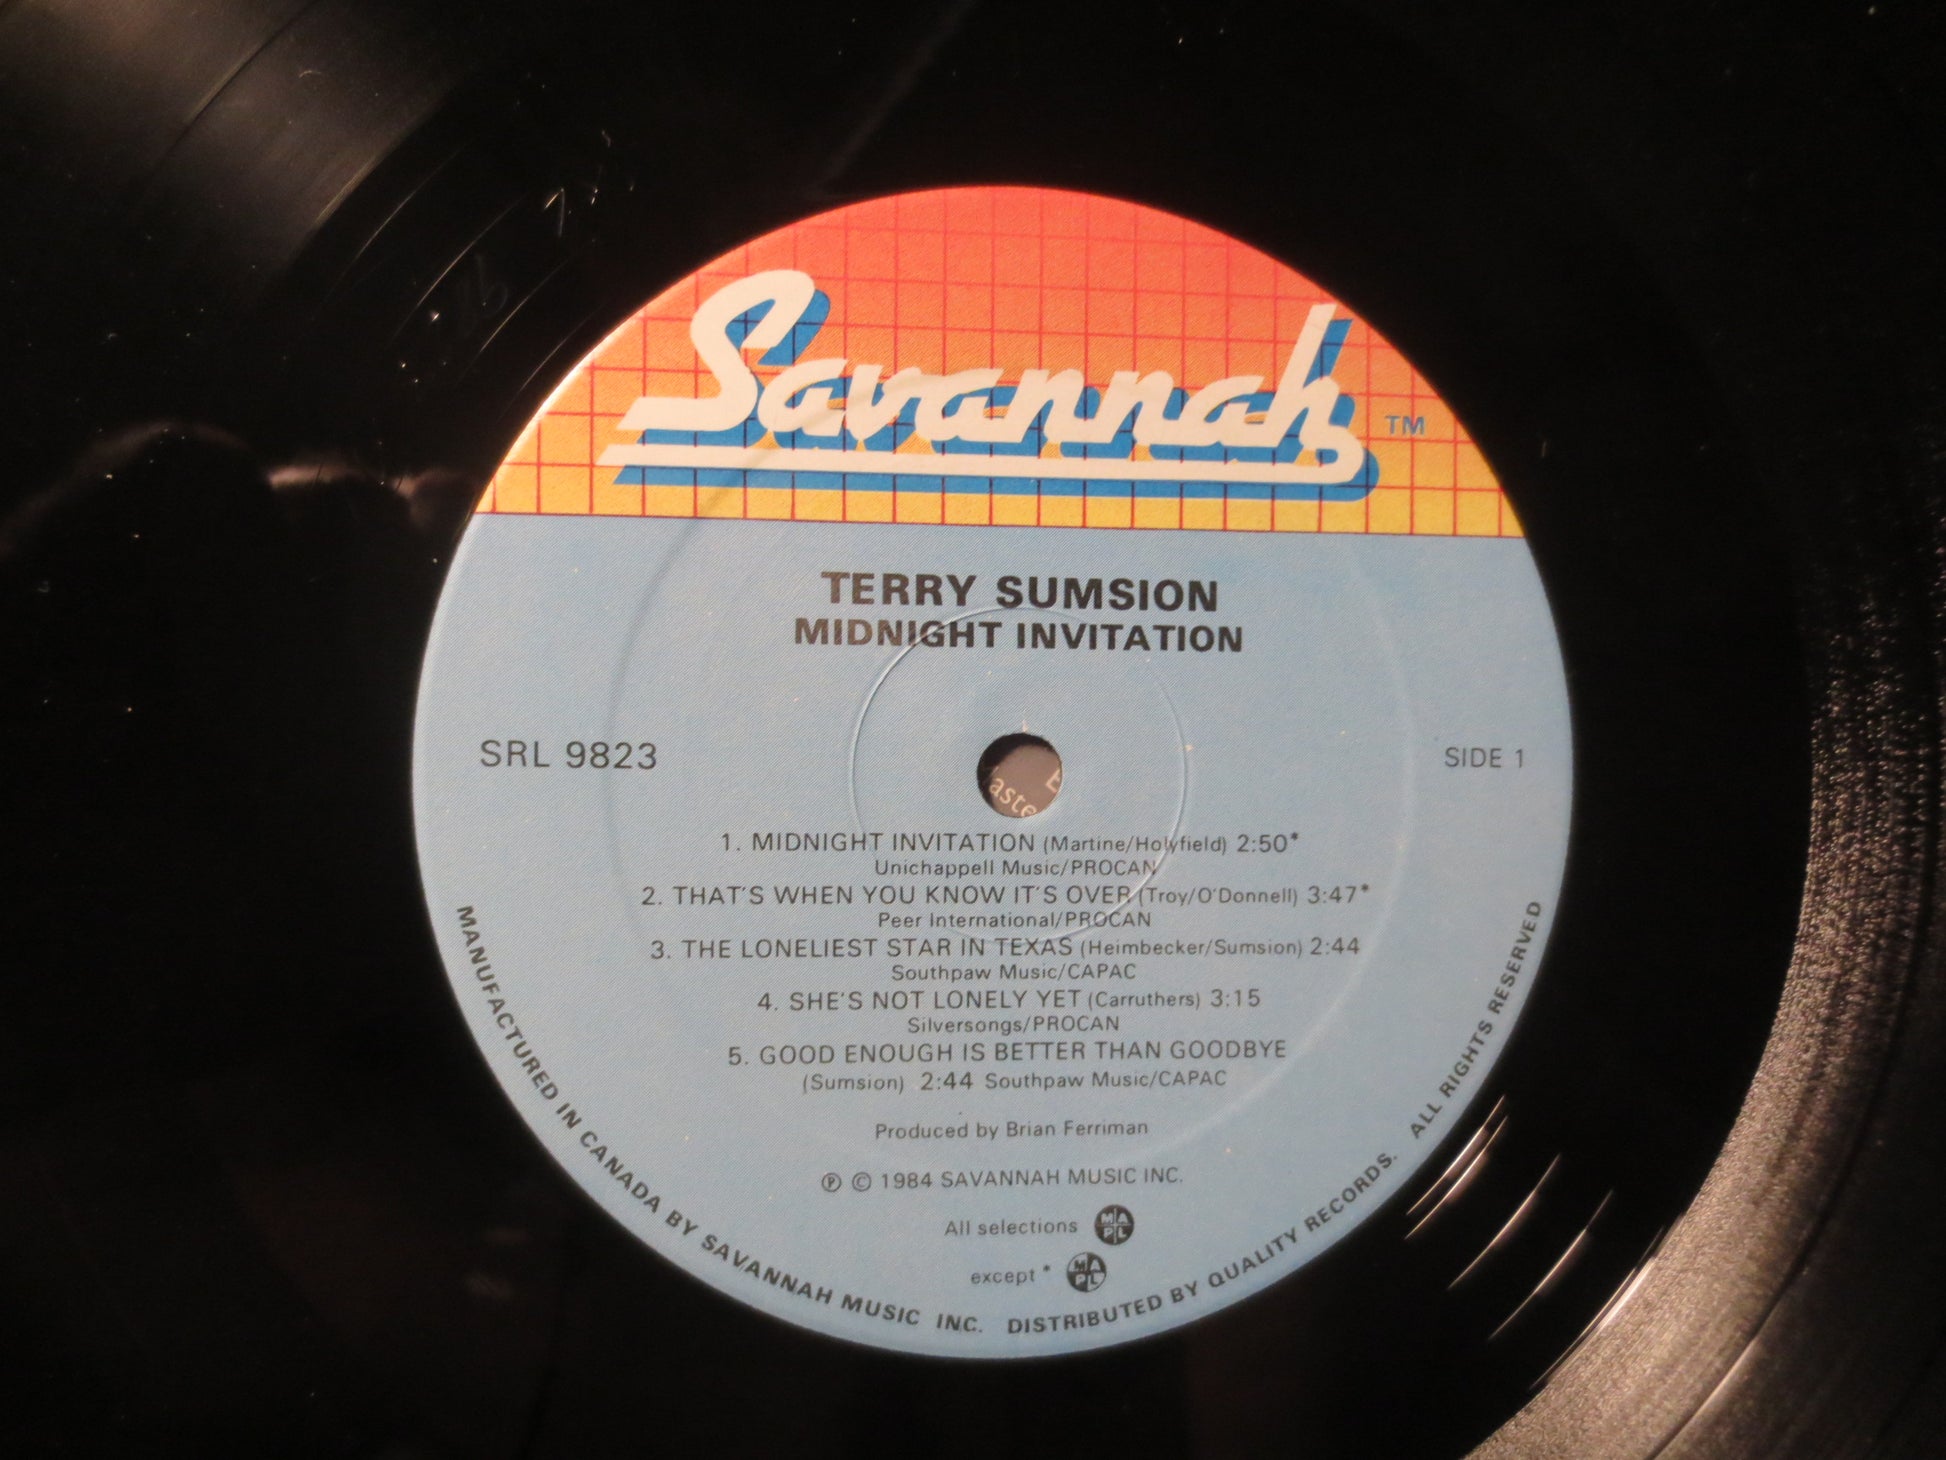 Savannah ™
TERRY SUMSION
MIDNIGHT INVITATION
SRL 9823
SIDE 1
1. MIDNIGHT INVITATION (Martine/Holyfield) 2:50*
Unichappell Music/PROCAN
2. THAT'S WHEN YOU KNOW IT'S OVER (Troy/O'Donnell) 3:47*
Peer International/PROCAN
3. THE LONELIEST STAR IN TEXAS (Heimbecker/Sumsion) 2:44
Southpaw Music/CAPAC
4. SHE'S NOT LONELY YET (Carruthers) 3:15
Silversongs/PROCAN
5. GOOD ENOUGH IS BETTER THAN GOODBYE
(Sumsion) 2:44 Southpaw Music/CAPAC
Produced by Brian Ferriman
℗ © 1984 SAVANNAH MUSIC INC.
All selections MAPL
except * MAPL
MANUFACTURED IN CANADA BY SAVANNAH MUSIC INC. DISTRIBUTED BY QUALITY RECORDS. ALL RIGHTS RESERVED